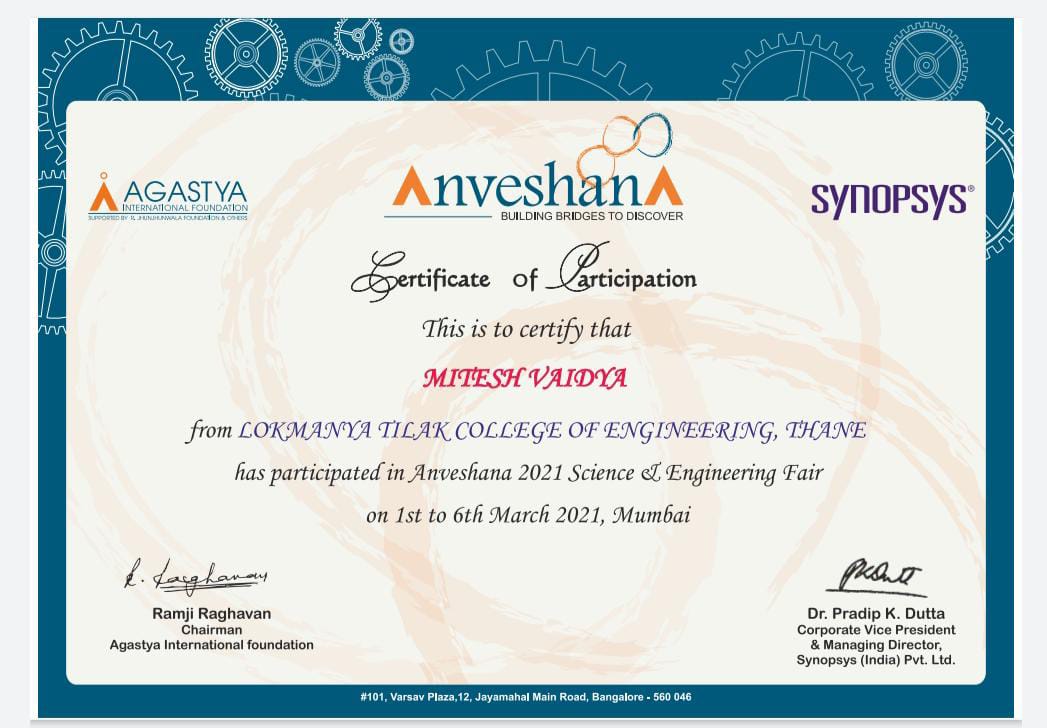 AGASTYA
INTERNATIONAL FOUNDATION
SUPPORTED BY R. JHUNJHUNWALA FOUNDATION & OTHERS
AnveshanA
BUILDING BRIDGES TO DISCOVER
SYNOPSYS®
Certificate Of Participation
This is to certify that
MITESH VAIDYA
from LOKMANYA TILAK COLLEGE OF ENGINEERING, THANE
has participated in Anveshana 2021 Science & Engineering Fair
on 1st to 6th March 2021, Mumbai
R. Raghavan
Ramji Raghavan
Chairman
Agastya International foundation
PKDutt
Dr. Pradip K. Dutta
Corporate Vice President
& Managing Director,
Synopsys (India) Pvt. Ltd.
#101, Varsav Plaza,12, Jayamahal Main Road, Bangalore - 560 046